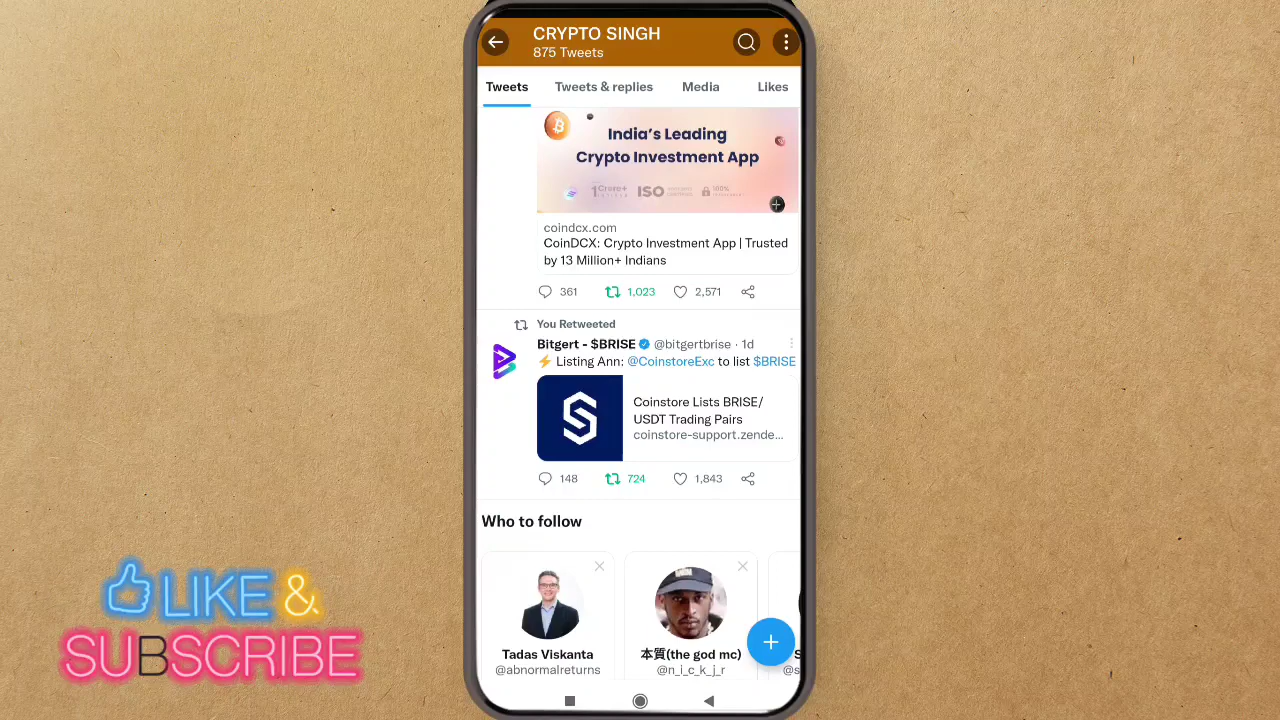 CRYPTO SINGH
875 Tweets
Tweets
Tweets & replies
Media
Likes
India's Leading
Crypto Investment App
1 Crore+
ISO
100%
coindcx.com
CoinDCX: Crypto Investment App | Trusted
by 13 Million+ Indians
361
1,023
2,571
You Retweeted
Bitgert - $BRISE @bitgertbrise · 1d
⚡ Listing Ann: @CoinstoreExc to list $BRISE
Coinstore Lists BRISE/
USDT Trading Pairs
coinstore-support.zende...
148
724
1,843
Who to follow
Tadas Viskanta
@abnormalreturns
本質(the god mc)
@n_i_c_k_j_r
LIKE &
SUBSCRIBE